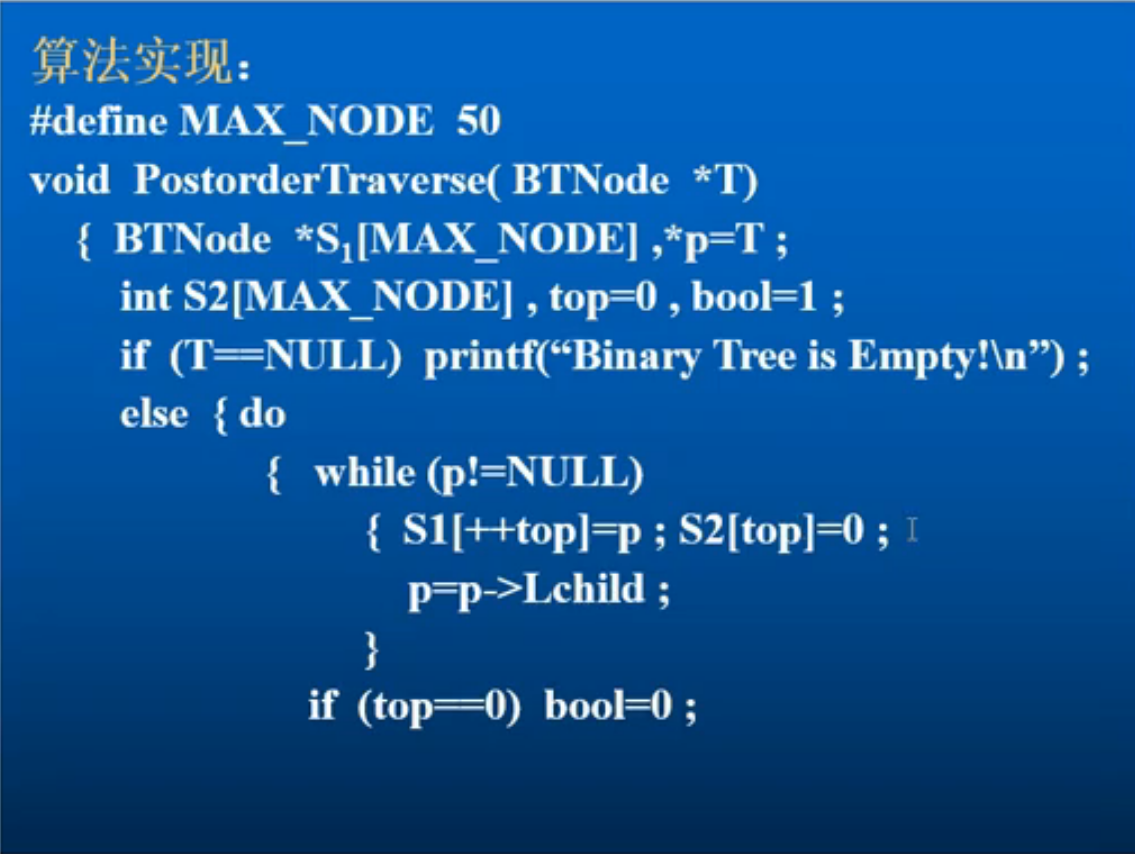 算法实现:
#define MAX_NODE 50
void PostorderTraverse( BTNode *T)
{ BTNode *S₁[MAX_NODE] ,*p=T ;
int S2[MAX_NODE] , top=0 , bool=1 ;
if (T==NULL) printf(“Binary Tree is Empty!\n”) ;
else { do
{ while (p!=NULL)
{ S1[++top]=p ; S2[top]=0 ;
p=p->Lchild ;
}
if (top==0) bool=0 ;